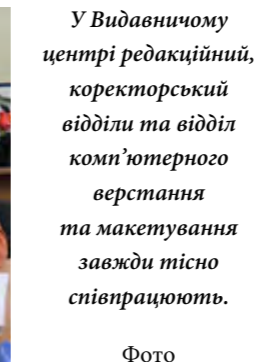 У Видавничому
центрі редакційний,
коректорський
відділи та відділ
комп’ютерного
верстання
та макетування
завжди тісно
співпрацюють.
Фото